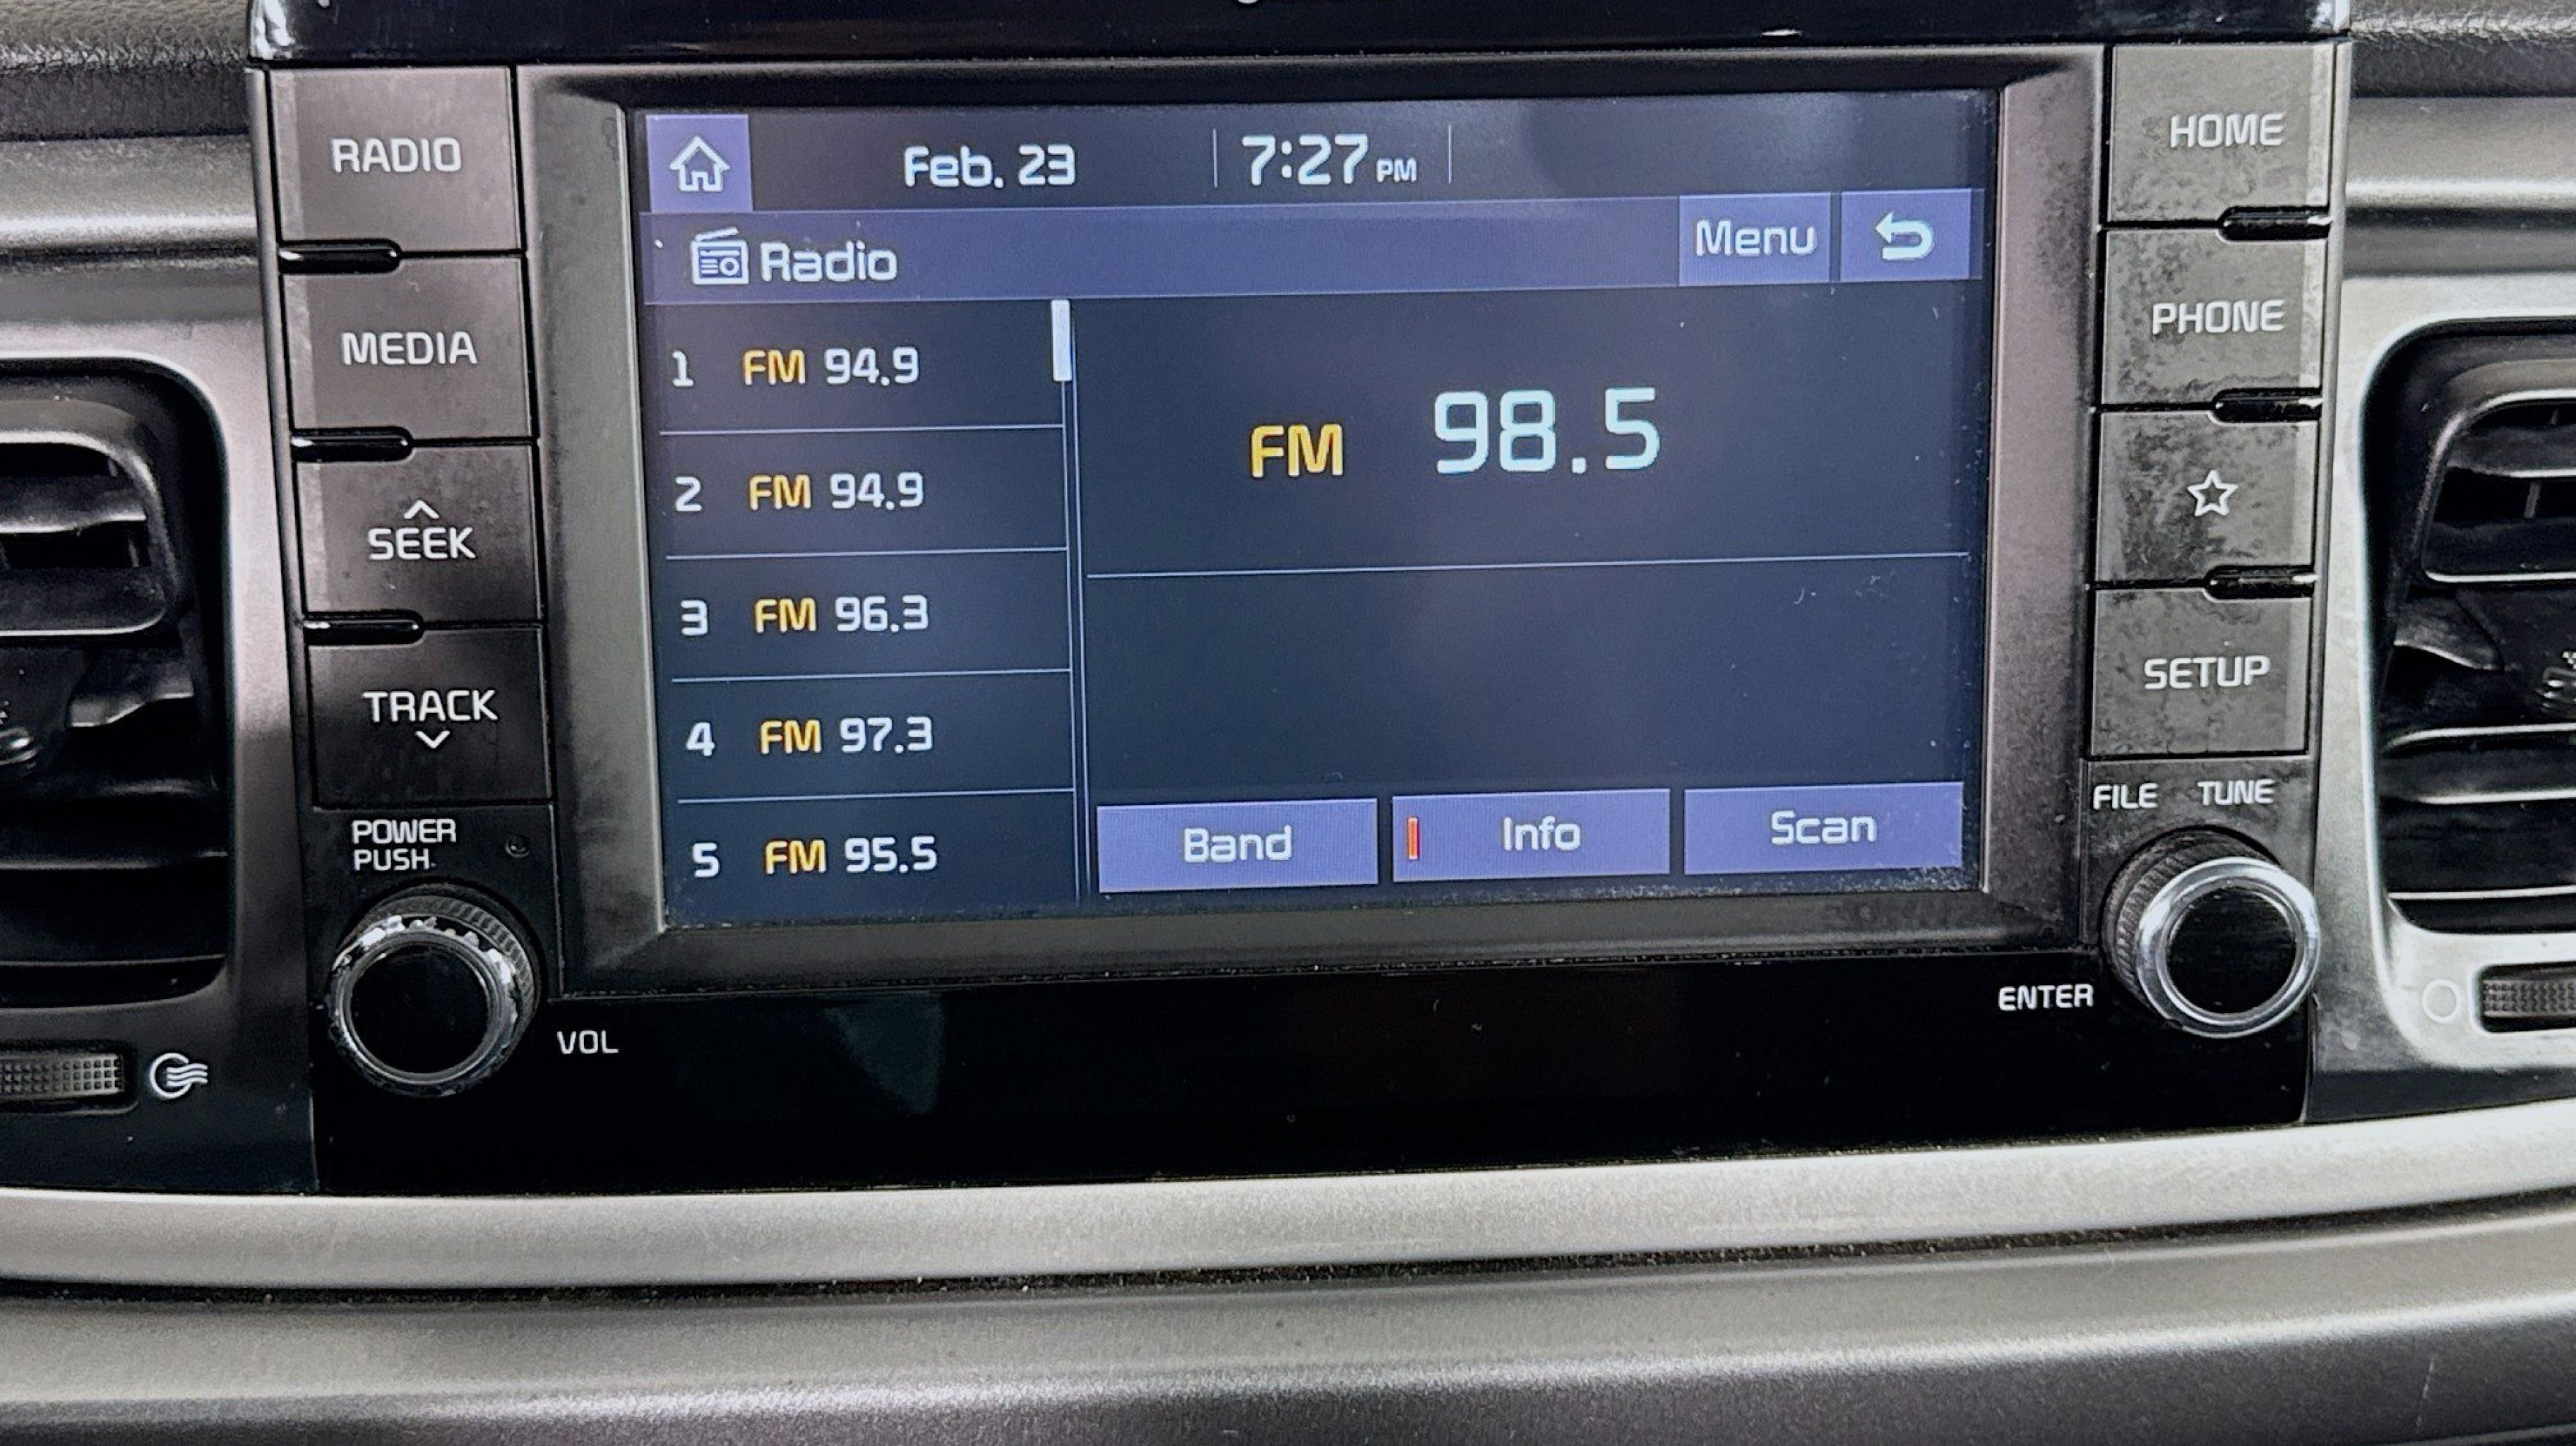 RADIO
MEDIA
SEEK
TRACK
POWER
PUSH
VOL
Feb. 23
7:27 PM
Radio
Menu
1 FM 94.9
2 FM 94.9
3 FM 96.3
4 FM 97.3
5 FM 95.5
FM 98.5
Band
Info
Scan
HOME
PHONE
SETUP
FILE TUNE
ENTER